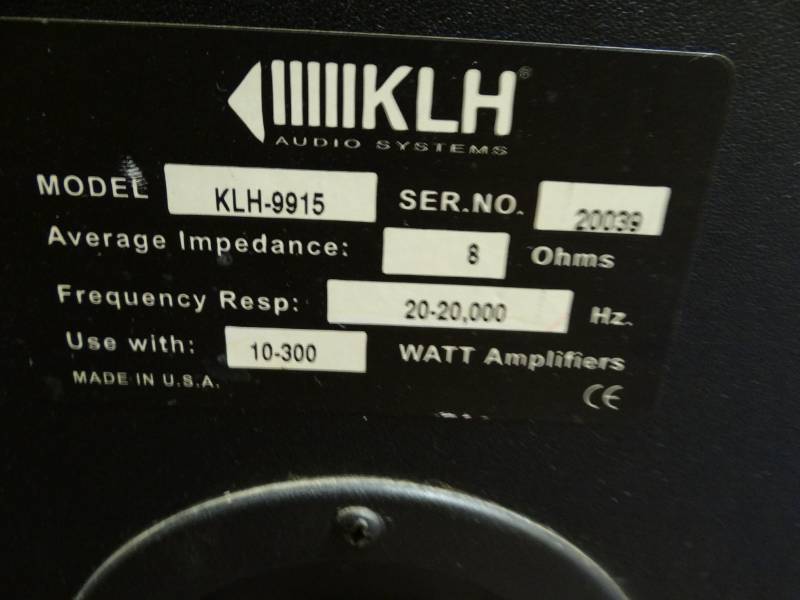 KLH®
AUDIO SYSTEMS
MODEL KLH-9915 SER.NO. 20039
Average Impedance: 8 Ohms
Frequency Resp: 20-20,000 Hz.
Use with: 10-300 WATT Amplifiers
MADE IN U.S.A. CE